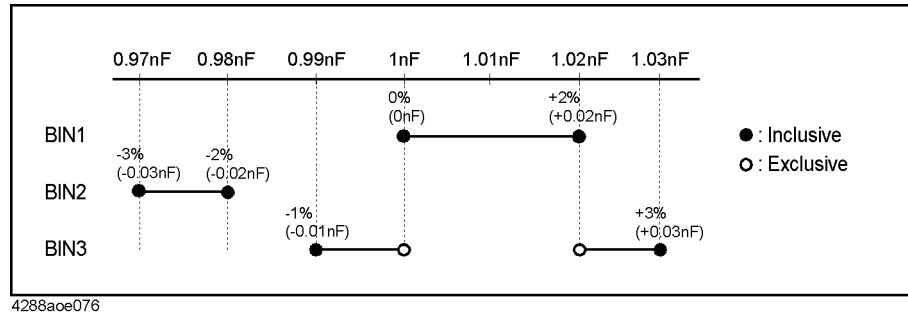 0.97nF 0.98nF 0.99nF 1nF 1.01nF 1.02nF 1.03nF
0% +2%
(0nF) (+0.02nF)
BIN1
● : Inclusive
-3% -2%
(-0.03nF) (-0.02nF)
○ : Exclusive
BIN2
-1% +3%
(-0.01nF) (+0.03nF)
BIN3
4288aoe076